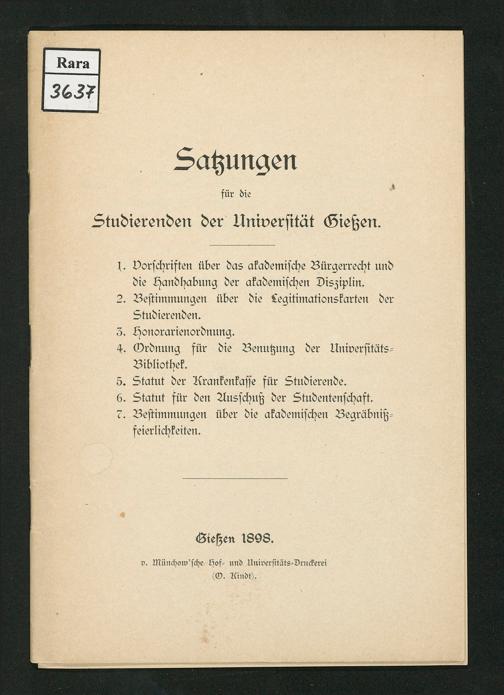 Rara
3637
Satzungen
für die
Studierenden der Universität Gießen.
1. Vorschriften über das akademische Bürgerrecht und
die Handhabung der akademischen Disziplin.
2. Bestimmungen über die Legitimationskarten der
Studierenden.
3. Honorarienordnung.
4. Ordnung für die Benutzung der Universitäts-
Bibliothek.
5. Statut der Krankenkasse für Studierende.
6. Statut für den Ausschuß der Studentenschaft.
7. Bestimmungen über die akademischen Begräbniß-
feierlichkeiten.
Gießen 1898.
v. Münchow'sche Hof- und Universitäts-Druckerei
(O. Kindt).